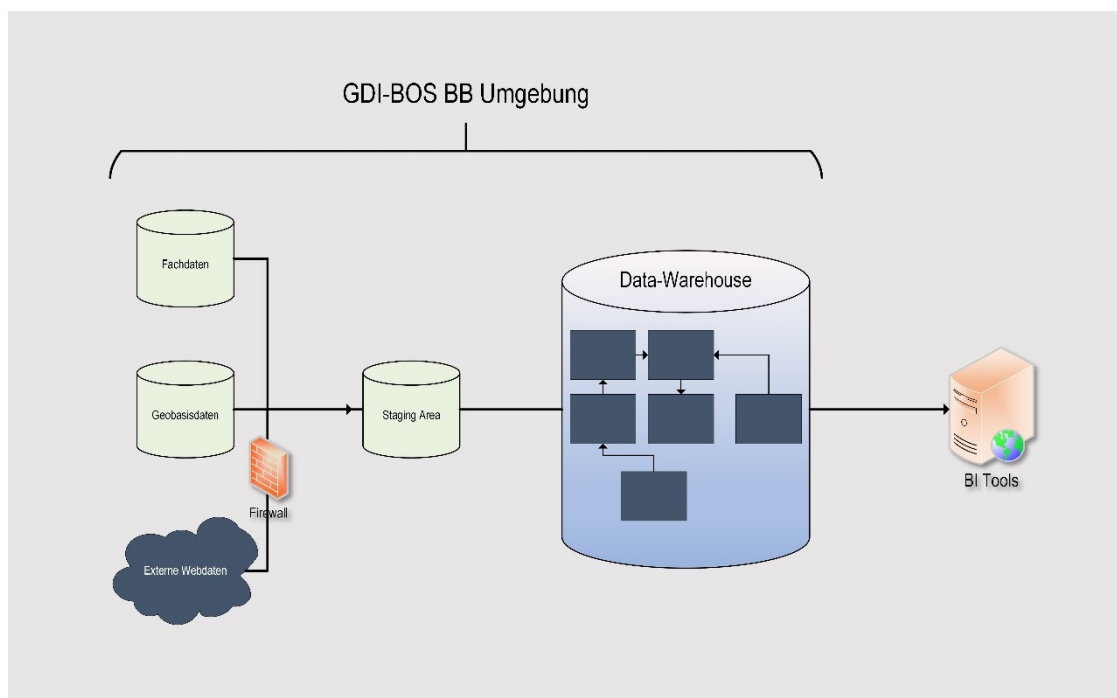 GDI-BOS BB Umgebung
Fachdaten
Data-Warehouse
Geobasisdaten
Staging Area
BI Tools
Firewall
Externe Webdaten